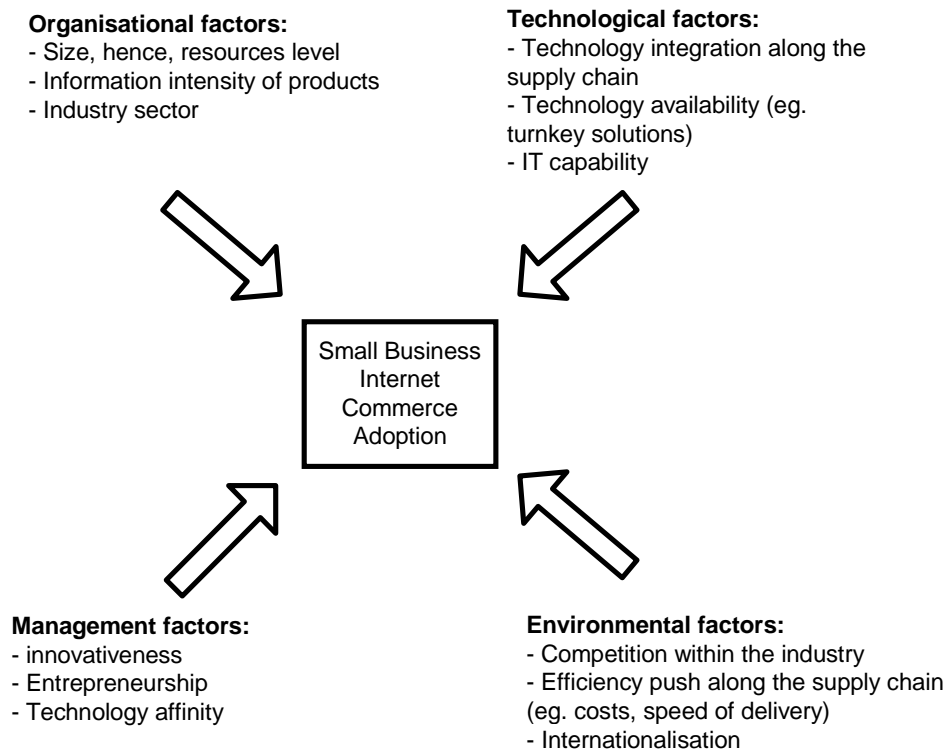 Organisational factors:
- Size, hence, resources level
- Information intensity of products
- Industry sector
Technological factors:
- Technology integration along the
supply chain
- Technology availability (eg.
turnkey solutions)
- IT capability
Small Business
Internet
Commerce
Adoption
Management factors:
- innovativeness
- Entrepreneurship
- Technology affinity
Environmental factors:
- Competition within the industry
- Efficiency push along the supply chain
(eg. costs, speed of delivery)
- Internationalisation